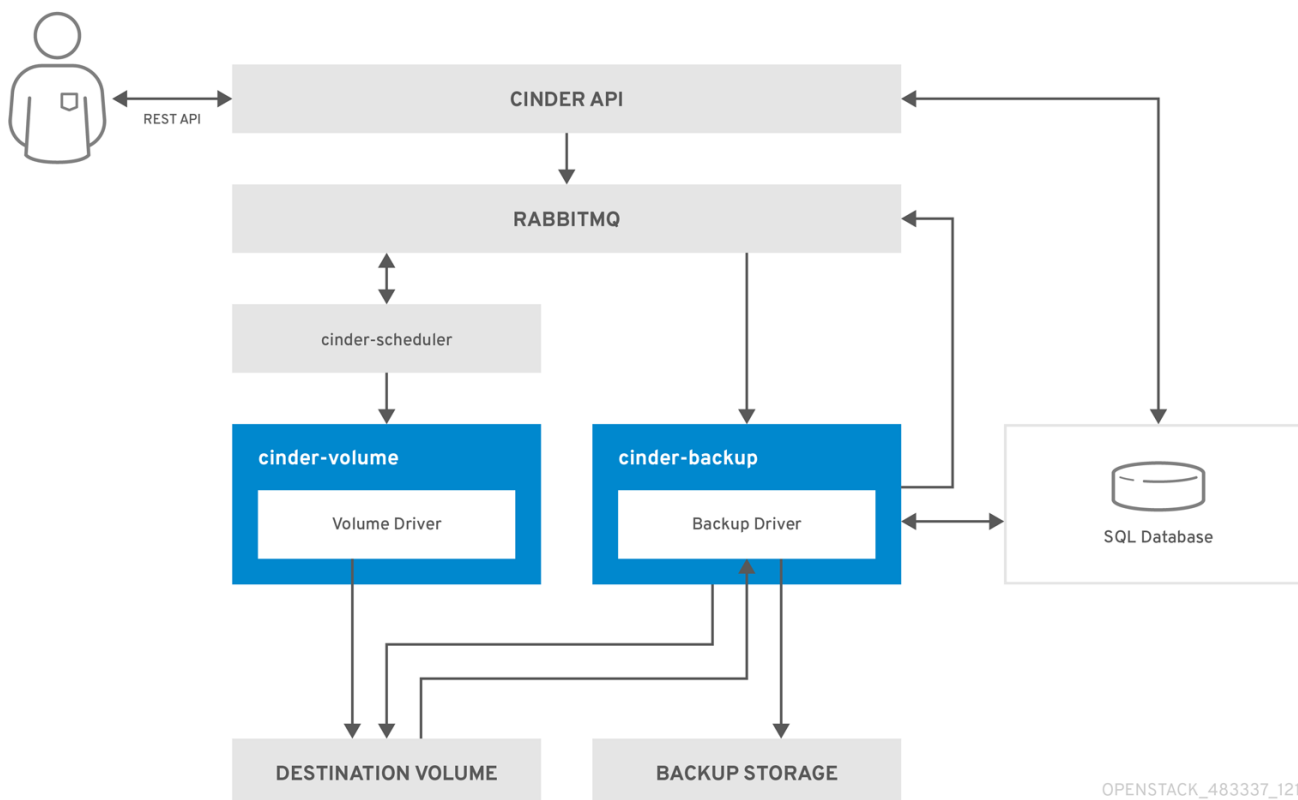 CINDER API
REST API
RABBITMQ
cinder-scheduler
cinder-volume
cinder-backup
Volume Driver
Backup Driver
SQL Database
DESTINATION VOLUME
BACKUP STORAGE
OPENSTACK_483337_121